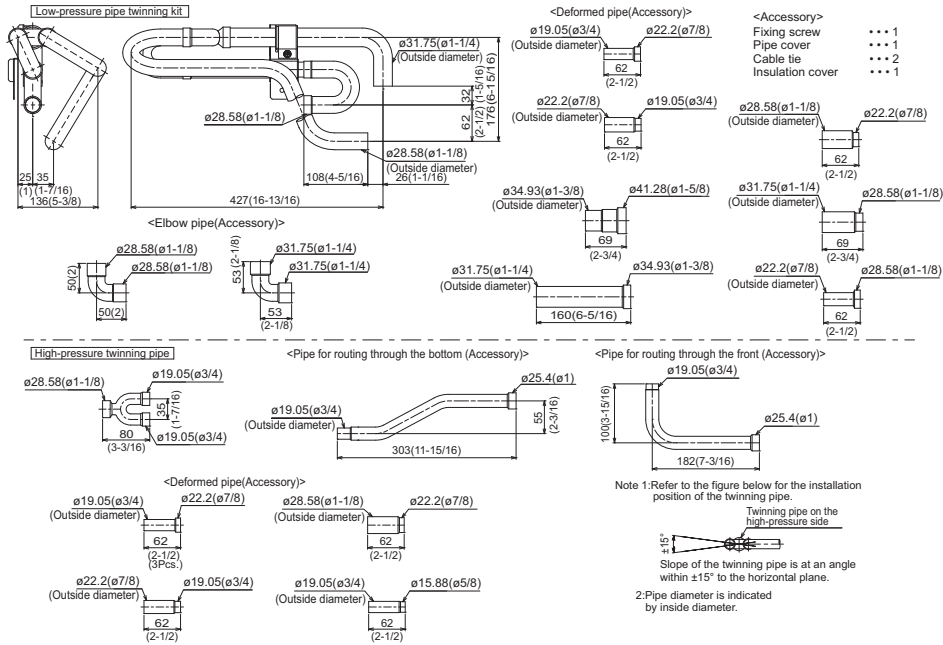 Low-pressure pipe twinning kit
ø31.75(ø1-1/4)
(Outside diameter)
32
(1-5/16)
62
(2-1/2)
176(6-15/16)
ø28.58(ø1-1/8)
ø28.58(ø1-1/8)
(Outside diameter)
108(4-5/16)
26(1-1/16)
427(16-13/16)
25
(1)
35
(1-7/16)
136(5-3/8)
<Elbow pipe(Accessory)>
ø28.58(ø1-1/8)
ø28.58(ø1-1/8)
50(2)
50(2)
ø31.75(ø1-1/4)
ø31.75(ø1-1/4)
53 (2-1/8)
53
(2-1/8)
<Deformed pipe(Accessory)>
ø19.05(ø3/4)
(Outside diameter)
ø22.2(ø7/8)
62
(2-1/2)
ø22.2(ø7/8)
(Outside diameter)
ø19.05(ø3/4)
62
(2-1/2)
ø34.93(ø1-3/8)
(Outside diameter)
ø41.28(ø1-5/8)
69
(2-3/4)
ø31.75(ø1-1/4)
(Outside diameter)
ø34.93(ø1-3/8)
160(6-5/16)
<Accessory>
Fixing screw ••• 1
Pipe cover ••• 1
Cable tie ••• 2
Insulation cover ••• 1
ø28.58(ø1-1/8)
(Outside diameter)
ø22.2(ø7/8)
62
(2-1/2)
ø31.75(ø1-1/4)
(Outside diameter)
ø28.58(ø1-1/8)
69
(2-3/4)
ø22.2(ø7/8)
(Outside diameter)
ø28.58(ø1-1/8)
62
(2-1/2)
High-pressure twinning pipe
ø28.58(ø1-1/8)
ø19.05(ø3/4)
35
(1-7/16)
80
(3-3/16)
ø19.05(ø3/4)
<Pipe for routing through the bottom (Accessory)>
ø25.4(ø1)
ø19.05(ø3/4)
(Outside diameter)
55
(2-3/16)
303(11-15/16)
<Pipe for routing through the front (Accessory)>
ø19.05(ø3/4)
100(3-15/16)
ø25.4(ø1)
182(7-3/16)
<Deformed pipe(Accessory)>
ø19.05(ø3/4)
(Outside diameter)
ø22.2(ø7/8)
62
(2-1/2)
(3Pcs.)
ø28.58(ø1-1/8)
(Outside diameter)
ø22.2(ø7/8)
62
(2-1/2)
ø22.2(ø7/8)
(Outside diameter)
ø19.05(ø3/4)
62
(2-1/2)
ø19.05(ø3/4)
(Outside diameter)
ø15.88(ø5/8)
62
(2-1/2)
Note 1:Refer to the figure below for the installation
position of the twinning pipe.
Twinning pipe on the
high-pressure side
±15°
Slope of the twinning pipe is at an angle
within ±15° to the horizontal plane.
2:Pipe diameter is indicated
by inside diameter.